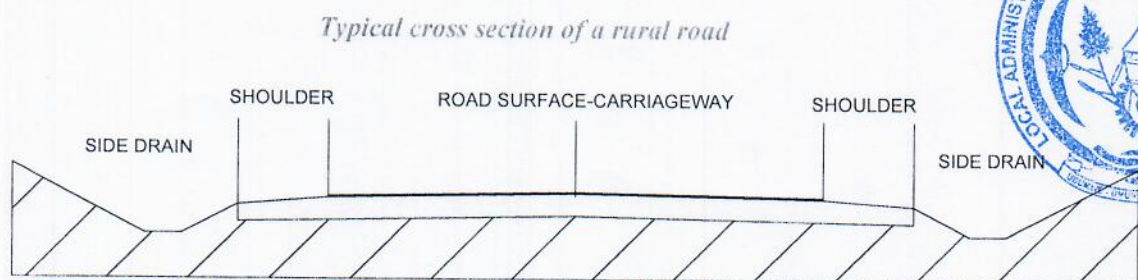 Typical cross section of a rural road
SHOULDER
ROAD SURFACE-CARRIAGEWAY
SHOULDER
SIDE DRAIN
SIDE DRAIN
LOCAL ADMINIS